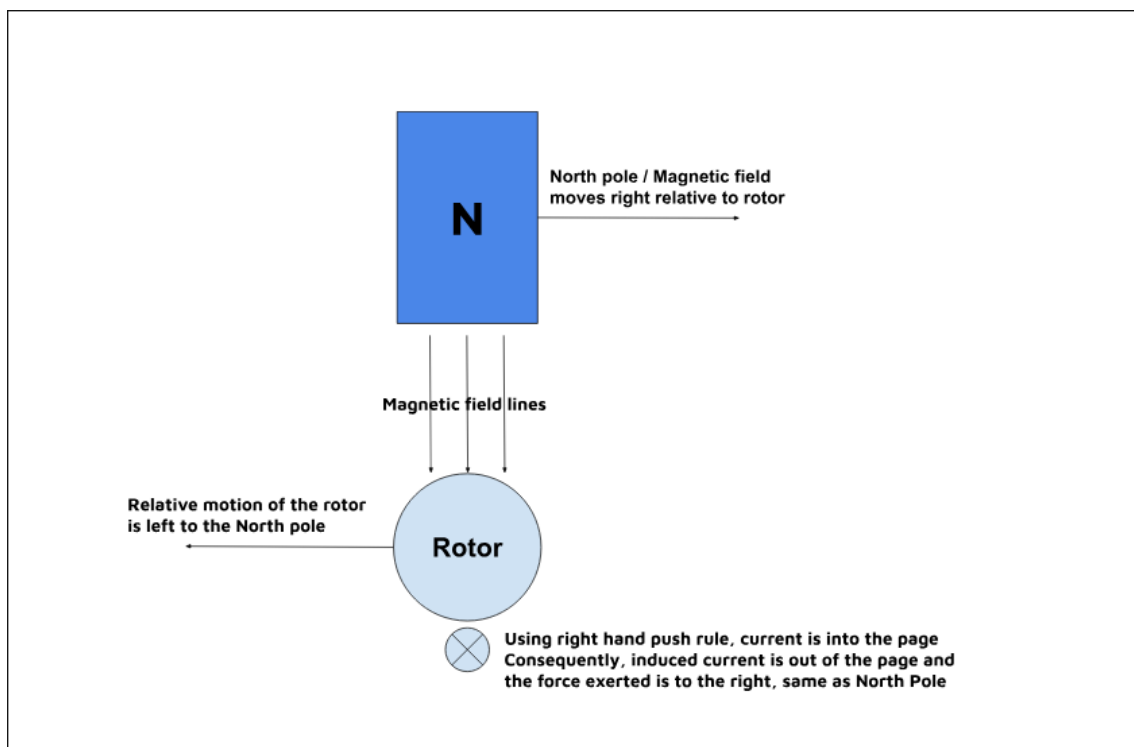 North pole / Magnetic field
moves right relative to rotor
N
Magnetic field lines
Relative motion of the rotor
is left to the North pole
Rotor
Using right hand push rule, current is into the page
Consequently, induced current is out of the page and
the force exerted is to the right, same as North Pole